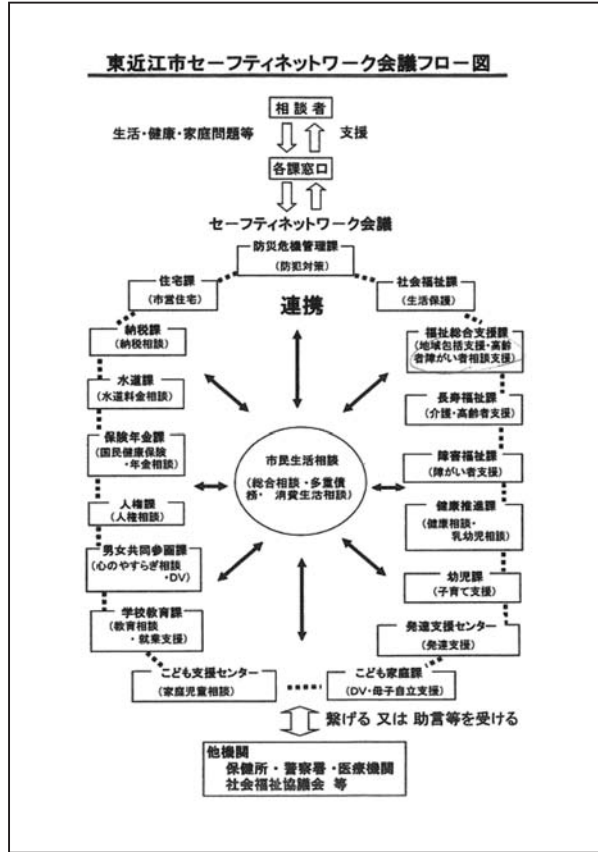 東近江市セーフティネットワーク会議フロー図
相談者
生活・健康・家庭問題等
支援
各課窓口
セーフティネットワーク会議
防災危機管理課
(防犯対策)
住宅課
(市営住宅)
社会福祉課
(生活保護)
連携
納税課
(納税相談)
福祉総合支援課
(地域包括支援・高齢
者障がい者相談支援)
水道課
(水道料金相談)
長寿福祉課
(介護・高齢者支援)
保険年金課
(国民健康保険
・年金相談)
市民生活相談
(総合相談・多重債
務・ 消費生活相談)
障害福祉課
(障がい者支援)
人権課
(人権相談)
健康推進課
(健康相談・
乳幼児相談)
男女共同参画課
(心のやすらぎ相談
・DV)
幼児課
(子育て支援)
学校教育課
(教育相談
・就業支援)
発達支援センター
(発達支援)
こども支援センター
(家庭児童相談)
こども家庭課
(DV・母子自立支援)
繋げる 又は 助言等を受ける
他機関
保健所・警察署・医療機関
社会福祉協議会 等